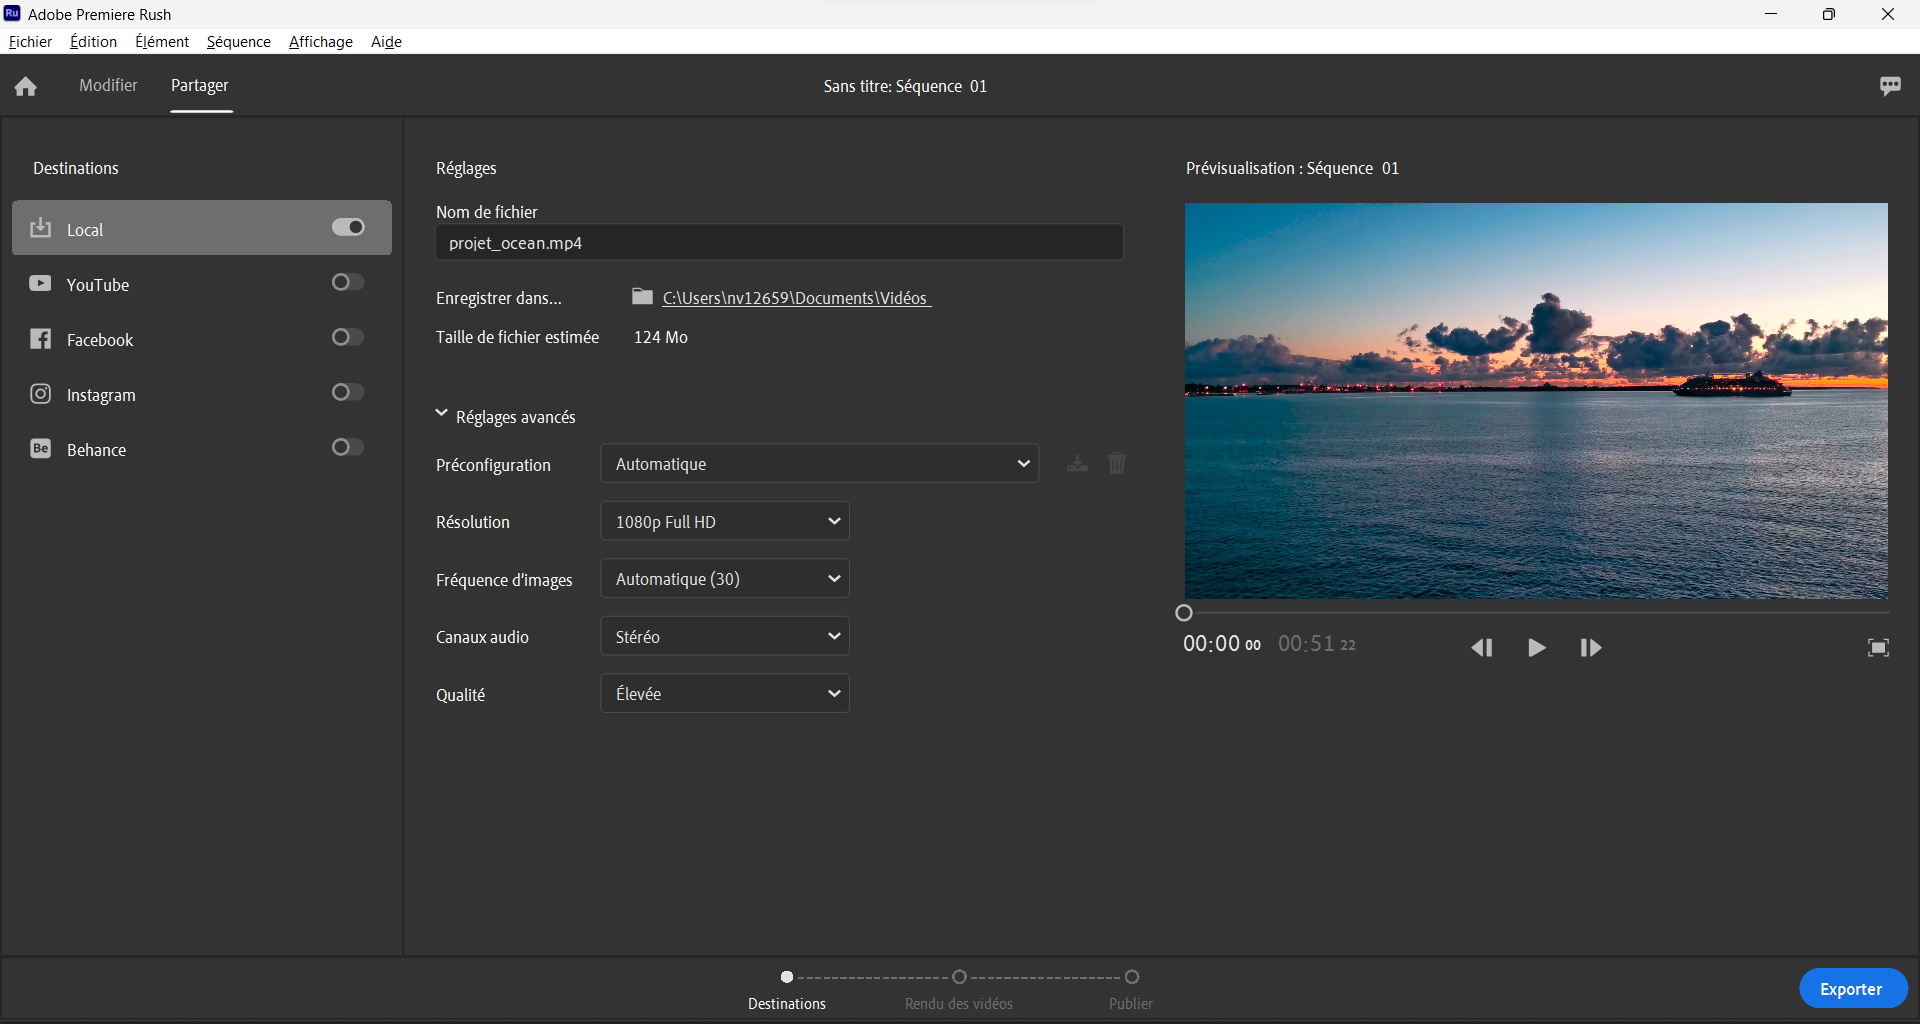 Ru Adobe Premiere Rush
Fichier Édition Élément Séquence Affichage Aide
Modifier Partager
Sans titre: Séquence 01
Destinations
Local
YouTube
Facebook
Instagram
Be Behance
Réglages
Nom de fichier
projet_ocean.mp4
Enregistrer dans... C:\Users\nv12659\Documents\Vidéos
Taille de fichier estimée 124 Mo
Réglages avancés
Préconfiguration Automatique
Résolution 1080p Full HD
Fréquence d'images Automatique (30)
Canaux audio Stéréo
Qualité Élevée
Prévisualisation : Séquence 01
00:00 00 00:51 22
Destinations Rendu des vidéos Publier
Exporter